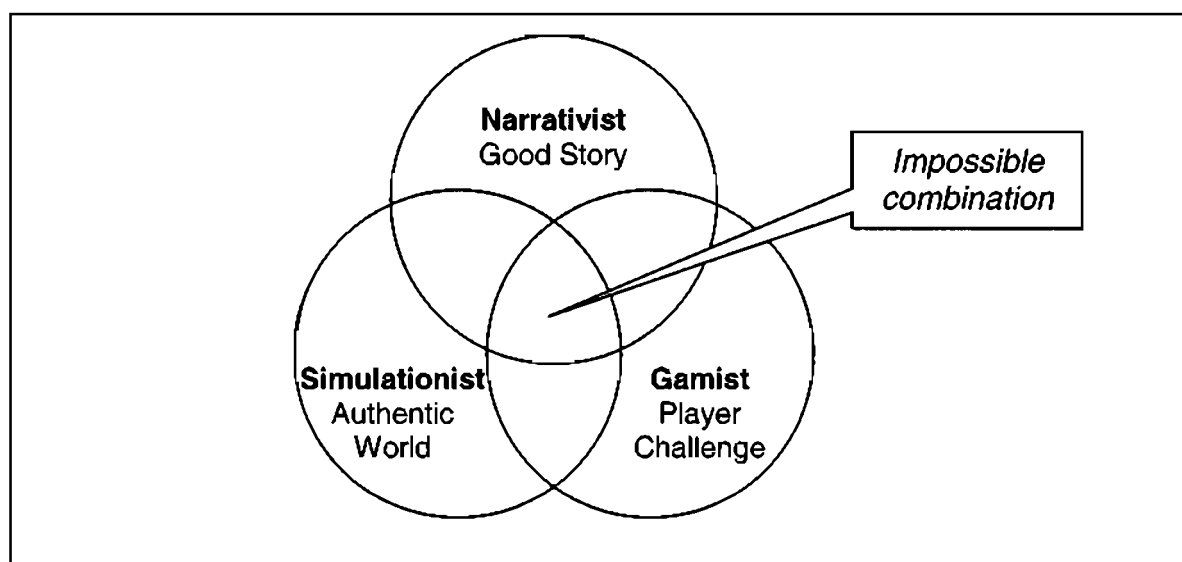 Narrativist
Good Story
Impossible
combination
Simulationist
Authentic
World
Gamist
Player
Challenge